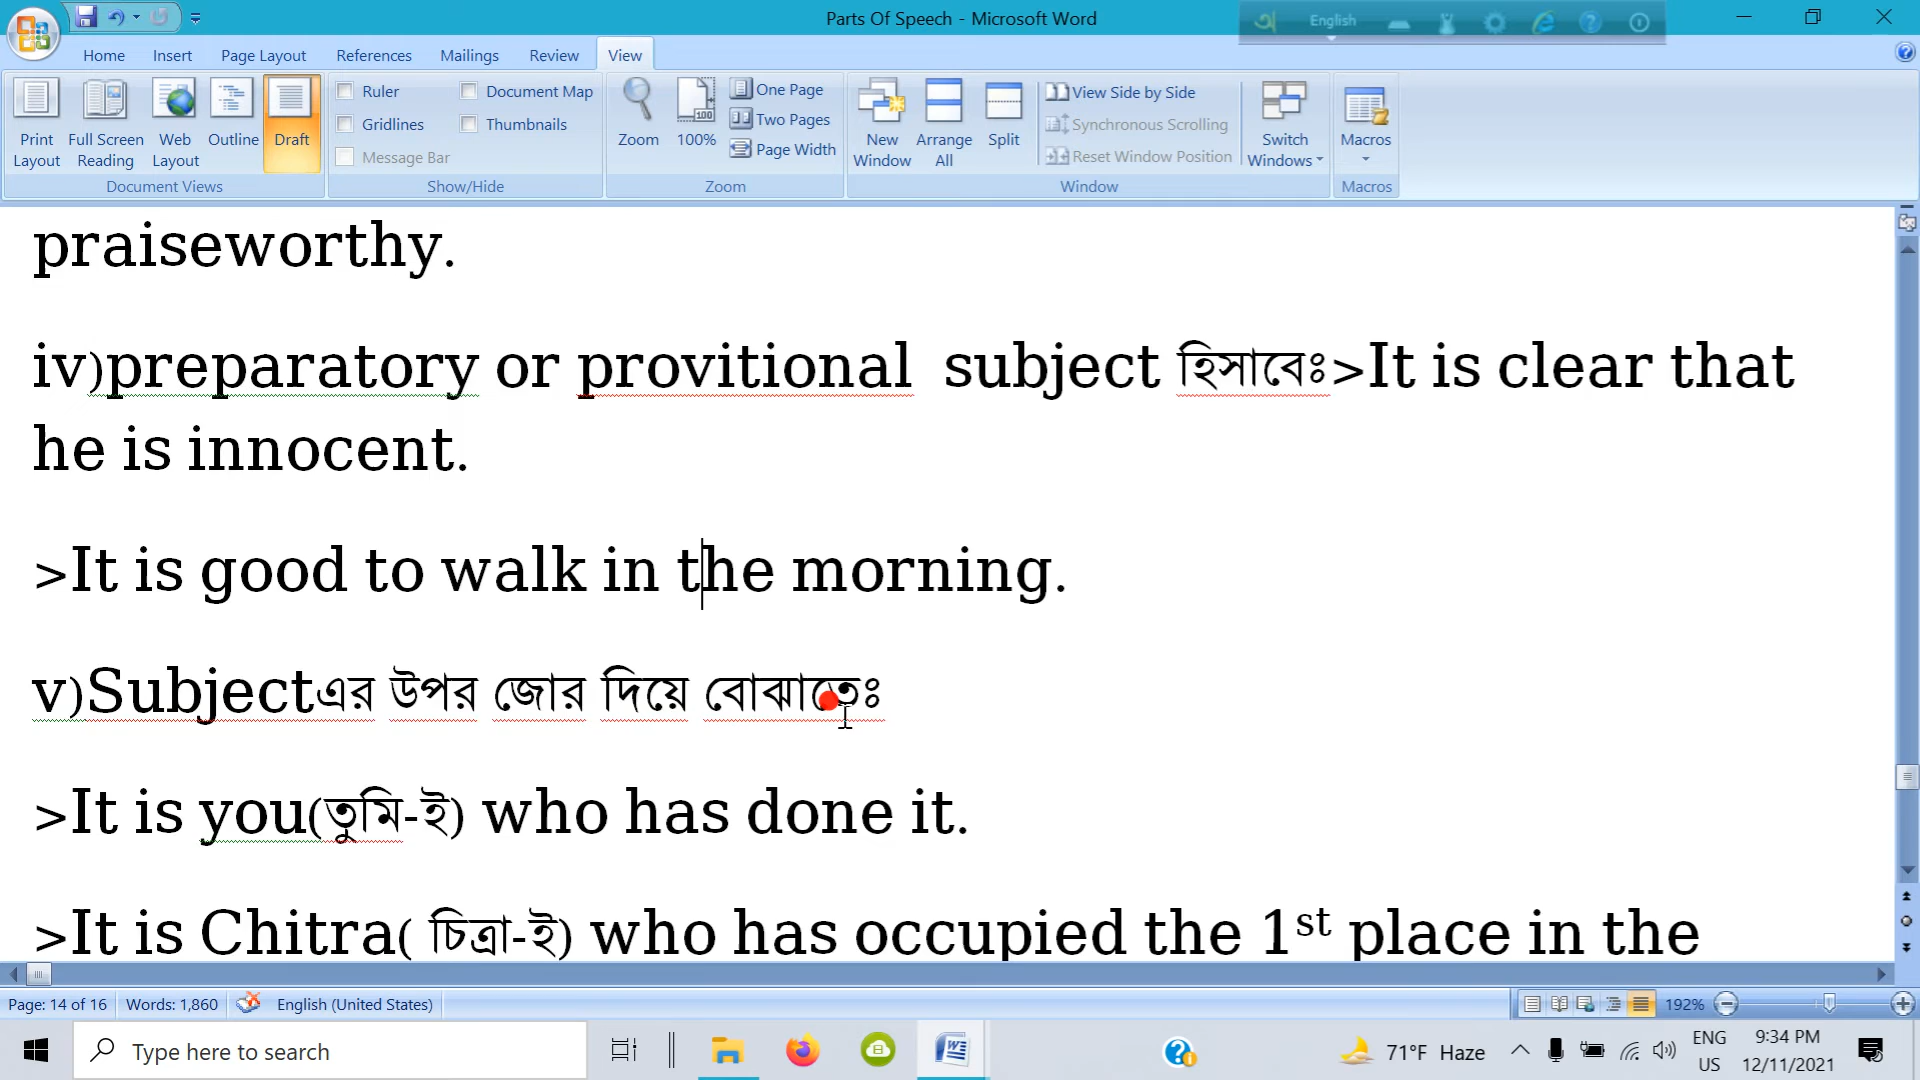 Parts Of Speech - Microsoft Word
অ English
Home Insert Page Layout References Mailings Review View
Print Layout Full Screen Reading Web Layout Outline Draft
Document Views
Ruler Document Map
Gridlines Thumbnails
Message Bar
Show/Hide
Zoom 100% One Page
Two Pages
Page Width
Zoom
New Window Arrange All Split
View Side by Side
Synchronous Scrolling
Reset Window Position
Switch Windows
Window
Macros
Macros
praiseworthy.
iv)preparatory or provitional subject হিসাবেঃ>It is clear that
he is innocent.
>It is good to walk in the morning.
v)Subjectএর উপর জোর দিয়ে বোঝাতেঃ
>It is you(তুমি-ই) who has done it.
>It is Chitra( চিত্রা-ই) who has occupied the 1st place in the
Page: 14 of 16 Words: 1,860 English (United States) 192%
Type here to search
71°F Haze
ENG US
9:34 PM
12/11/2021